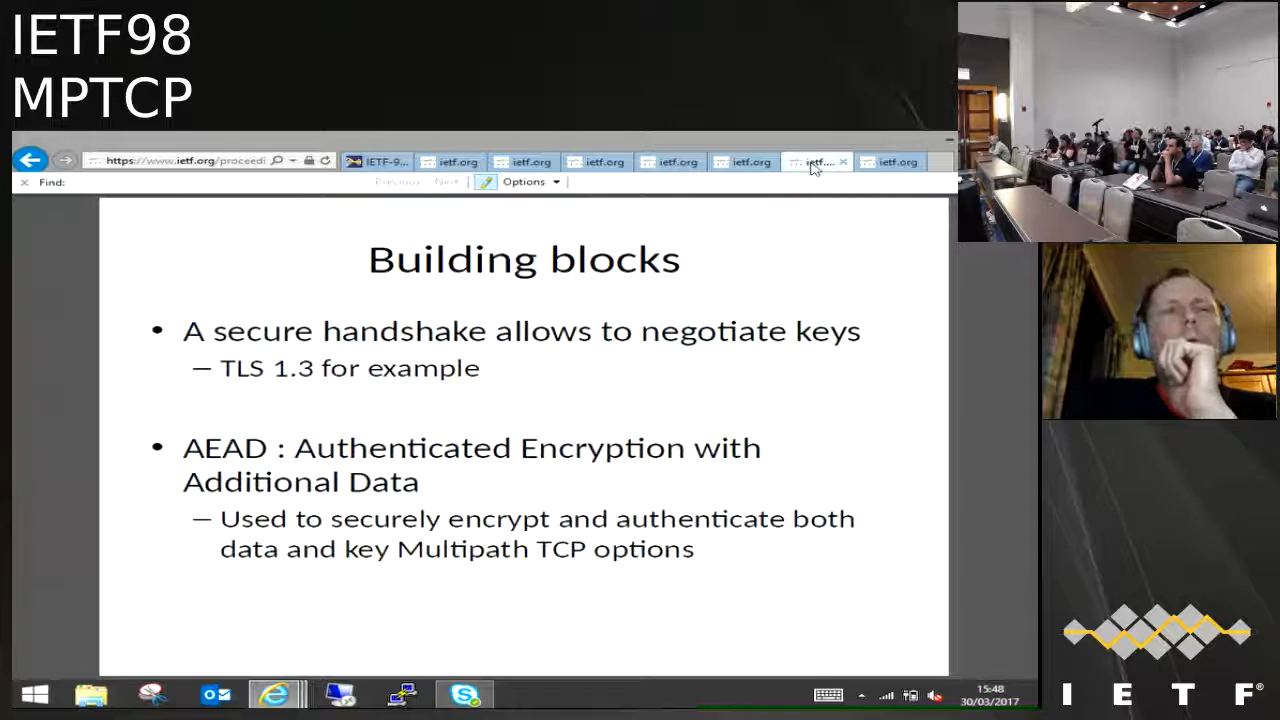 IETF98
MPTCP
https://www.ietf.org/proceedi
IETF-9...
ietf.org
ietf.org
ietf.org
ietf.org
ietf.org
ietf....
ietf.org
Find:
Previous
Next
Options
Building blocks
• A secure handshake allows to negotiate keys
– TLS 1.3 for example
• AEAD : Authenticated Encryption with
Additional Data
– Used to securely encrypt and authenticate both
data and key Multipath TCP options
15:48
30/03/2017
I E T F®